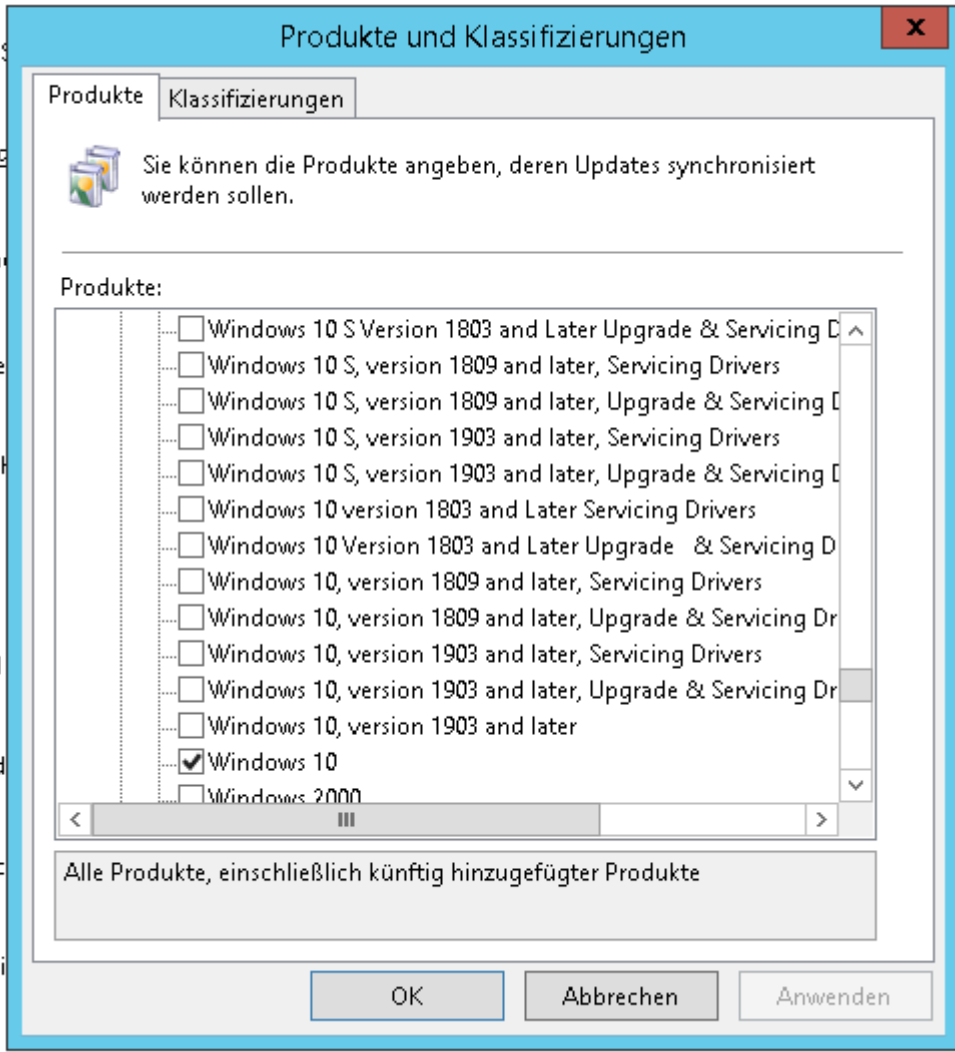 Produkte und Klassifizierungen
x
Produkte
Klassifizierungen
Sie können die Produkte angeben, deren Updates synchronisiert
werden sollen.
Produkte:
Windows 10 S Version 1803 and Later Upgrade & Servicing D
Windows 10 S, version 1809 and later, Servicing Drivers
Windows 10 S, version 1809 and later, Upgrade & Servicing D
Windows 10 S, version 1903 and later, Servicing Drivers
Windows 10 S, version 1903 and later, Upgrade & Servicing D
Windows 10 version 1803 and Later Servicing Drivers
Windows 10 Version 1803 and Later Upgrade & Servicing D
Windows 10, version 1809 and later, Servicing Drivers
Windows 10, version 1809 and later, Upgrade & Servicing Dr
Windows 10, version 1903 and later, Servicing Drivers
Windows 10, version 1903 and later, Upgrade & Servicing Dr
Windows 10, version 1903 and later
Windows 10
Windows 2000
Alle Produkte, einschließlich künftig hinzugefügter Produkte
OK
Abbrechen
Anwenden